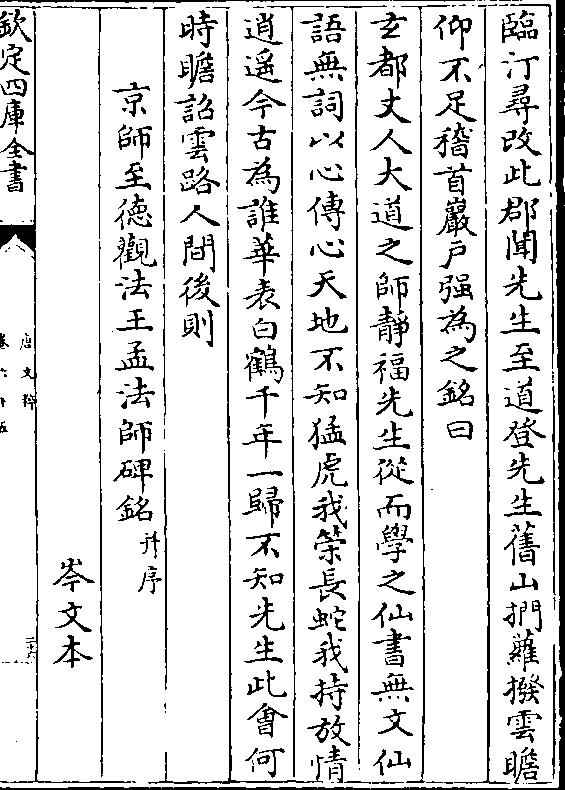 臨汀尋改此郡聞先生至道登先生舊山捫蘿撥雲瞻
仰不足稽首巖戸强為之銘曰
玄都丈人大道之師靜福先生從而學之仙書無文仙
語無詞以心傳心天地不知猛虎我策長蛇我持放情
逍遥今古為誰華表白鶴千年一歸不知先生此會何
時瞻詔雲路人間後則
京師至德觀法王孟法師碑銘并序
岑文本
欽定四庫全書
唐文粹
卷六十五